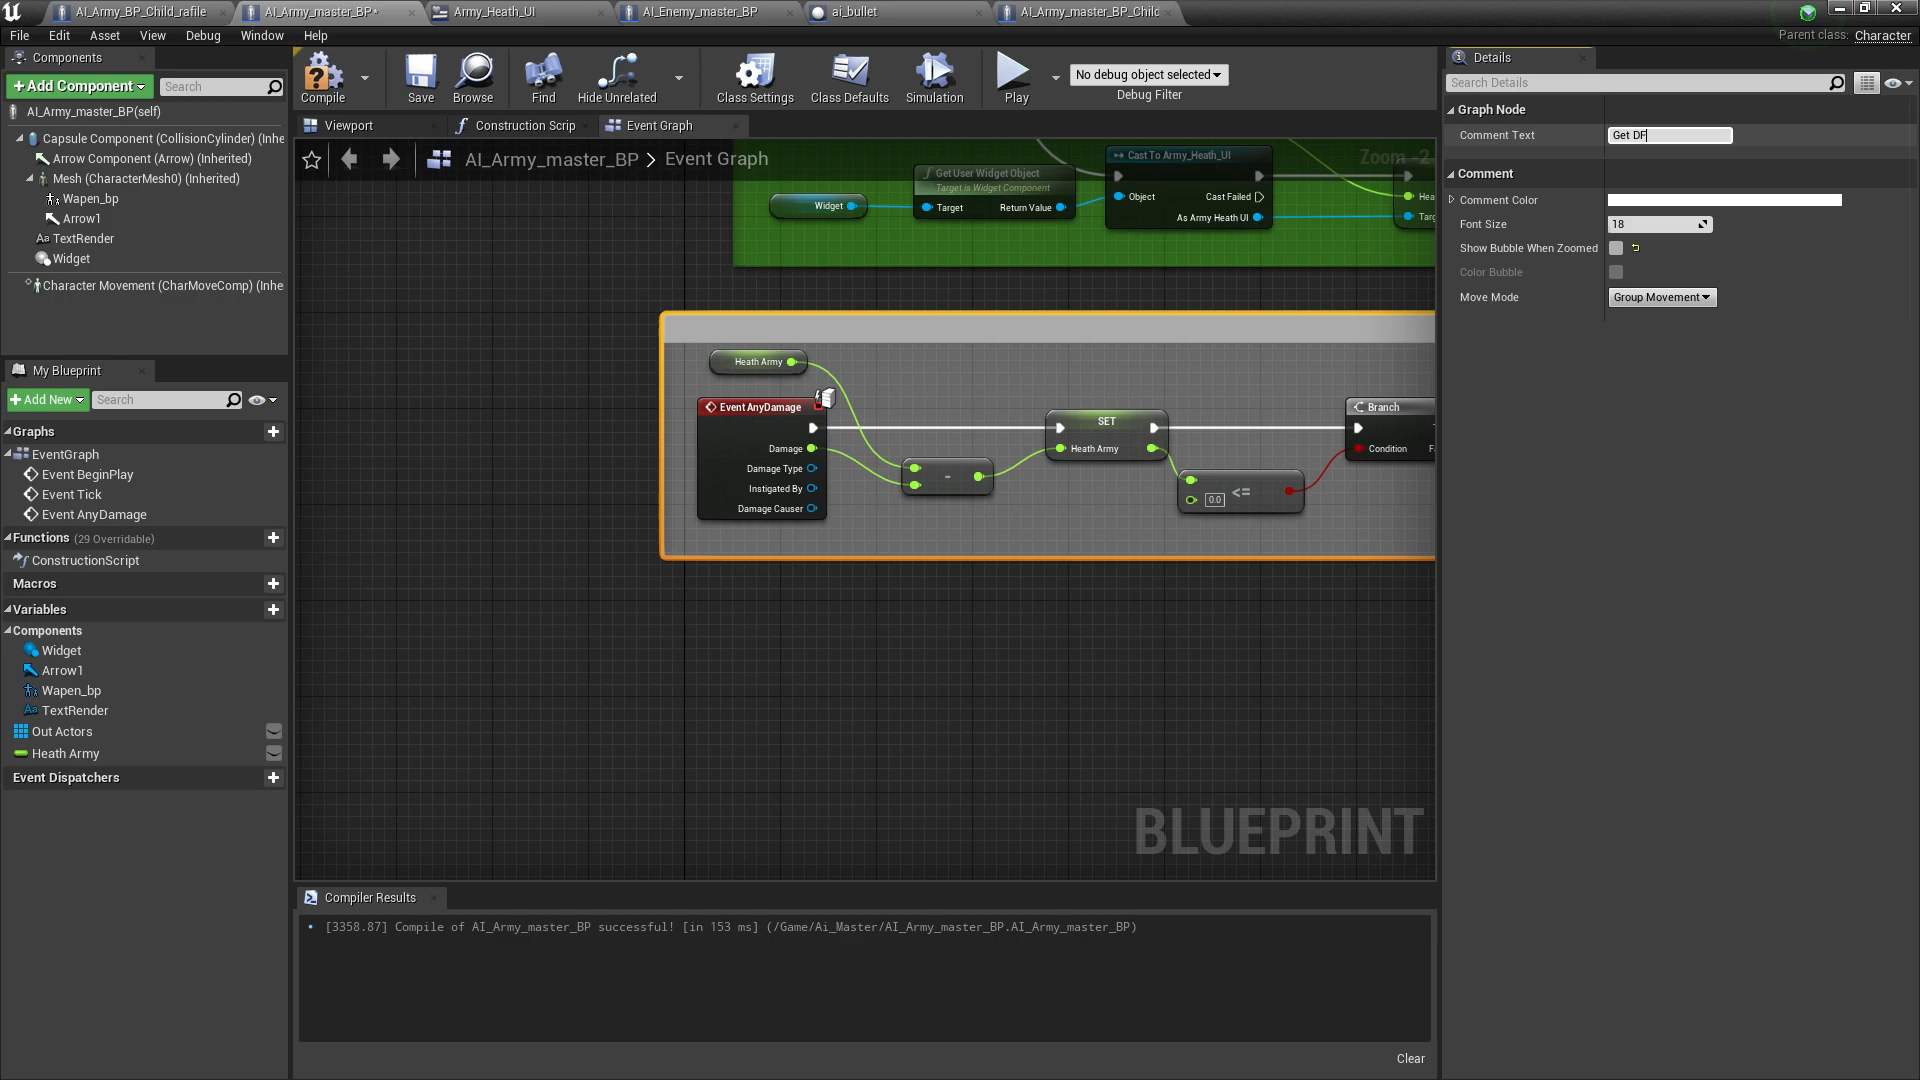 AI_Army_BP_Child_rafile
AI_Army_master_BP*
Army_Heath_UI
AI_Enemy_master_BP
ai_bullet
AI_Army_master_BP_Chilc
File
Edit
Asset
View
Debug
Window
Help
Parent class: Character
Components
+Add Component
Search
AI_Army_master_BP(self)
Capsule Component (CollisionCylinder) (Inhe
Arrow Component (Arrow) (Inherited)
Mesh (CharacterMesh0) (Inherited)
Wapen_bp
Arrow1
TextRender
Widget
Character Movement (CharMoveComp) (Inhe
My Blueprint
+Add New
Search
Graphs
EventGraph
Event BeginPlay
Event Tick
Event AnyDamage
Functions (29 Overridable)
ConstructionScript
Macros
Variables
Components
Widget
Arrow1
Wapen_bp
TextRender
Out Actors
Heath Army
Event Dispatchers
Compile
Save
Browse
Find
Hide Unrelated
Class Settings
Class Defaults
Simulation
Play
No debug object selected
Debug Filter
Viewport
Construction Scrip
Event Graph
AI_Army_master_BP > Event Graph
Zoom -2
Widget
Get User Widget Object
Target is Widget Component
Target
Return Value
Cast To Army_Heath_UI
Object
Cast Failed
As Army Heath UI
Hea
Targ
Heath Army
Event AnyDamage
Damage
Damage Type
Instigated By
Damage Causer
-
SET
Heath Army
0.0
<=
Branch
Condition
BLUEPRINT
Compiler Results
[3358.87] Compile of AI_Army_master_BP successful! [in 153 ms] (/Game/Ai_Master/AI_Army_master_BP.AI_Army_master_BP)
Clear
Details
Search Details
Graph Node
Comment Text
Get DF
Comment
Comment Color
Font Size
18
Show Bubble When Zoomed
Color Bubble
Move Mode
Group Movement